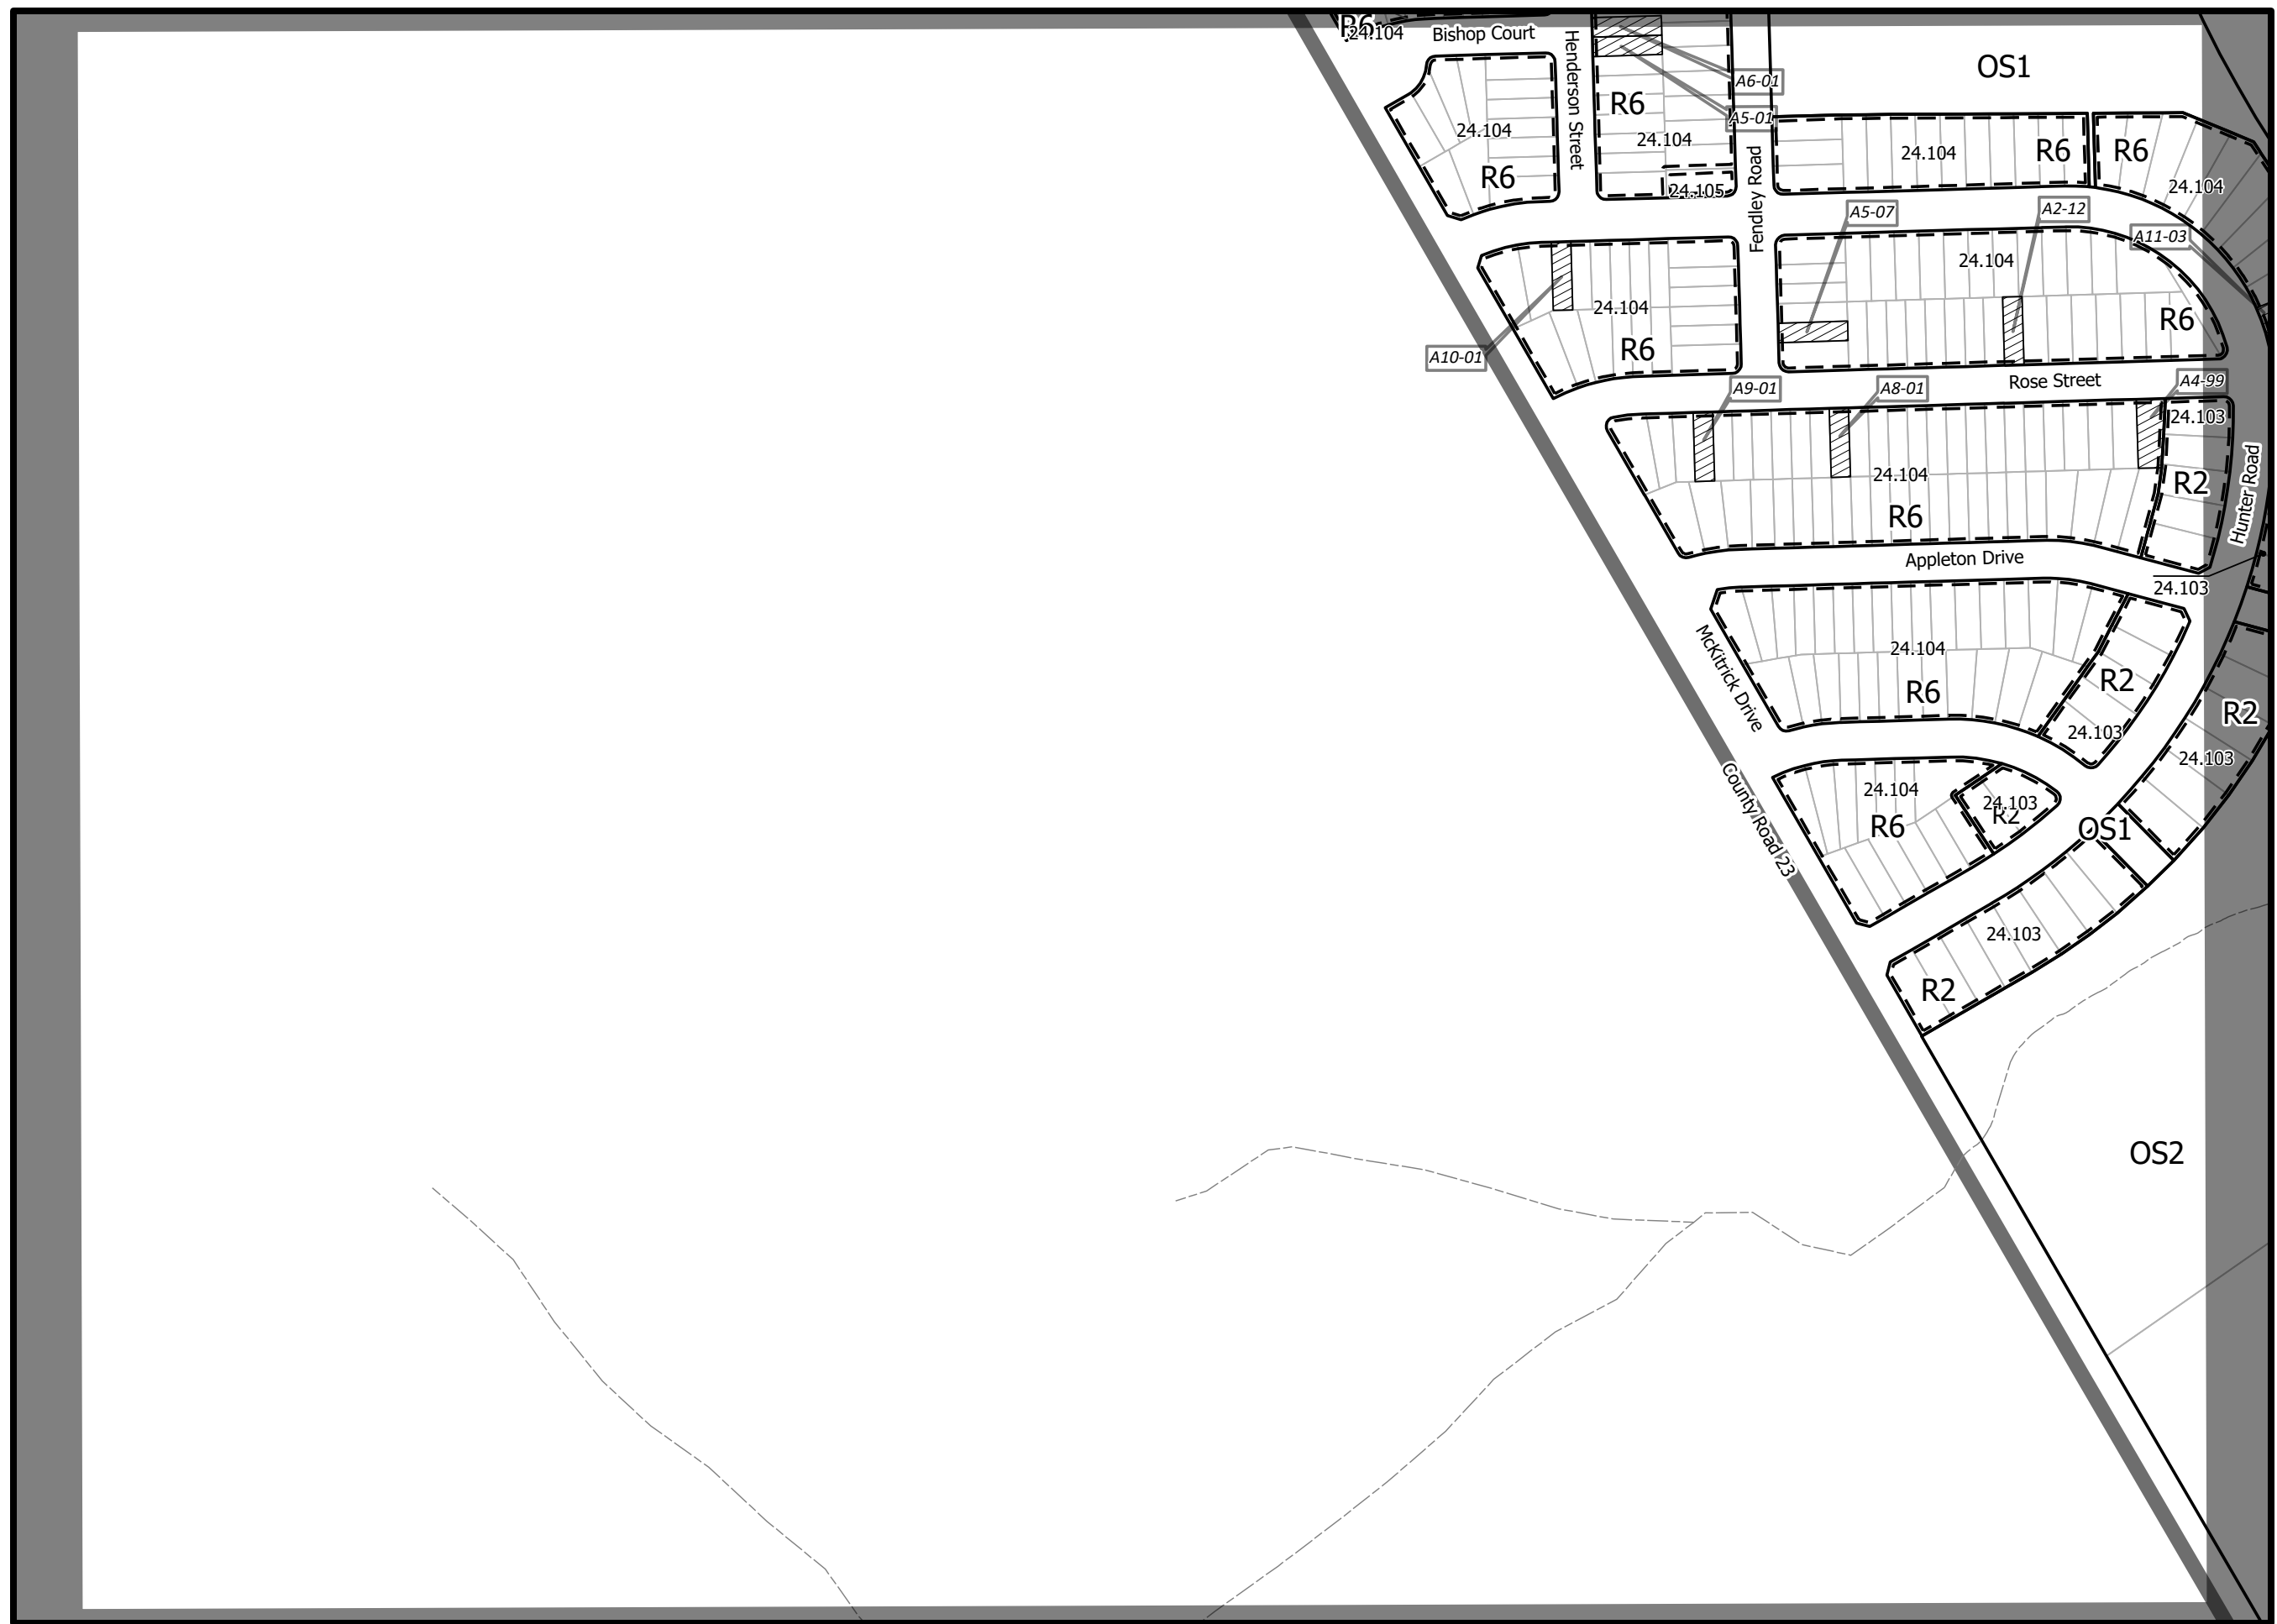 R6
24.104
Bishop Court
Henderson Street
OS1
A6-01
R6
A5-01
24.104
24.104
R6
24.105
Fendley Road
24.104
R6
R6
24.104
A5-07
A2-12
A11-03
24.104
24.104
R6
R6
A10-01
Rose Street
A9-01
A8-01
A4-99
24.103
24.104
R2
Hunter Road
R6
Appleton Drive
24.103
McKitrick Drive
24.104
R2
R6
R2
24.103
24.103
County Road 23
24.104
24.103
R2
R6
OS1
24.103
R2
OS2